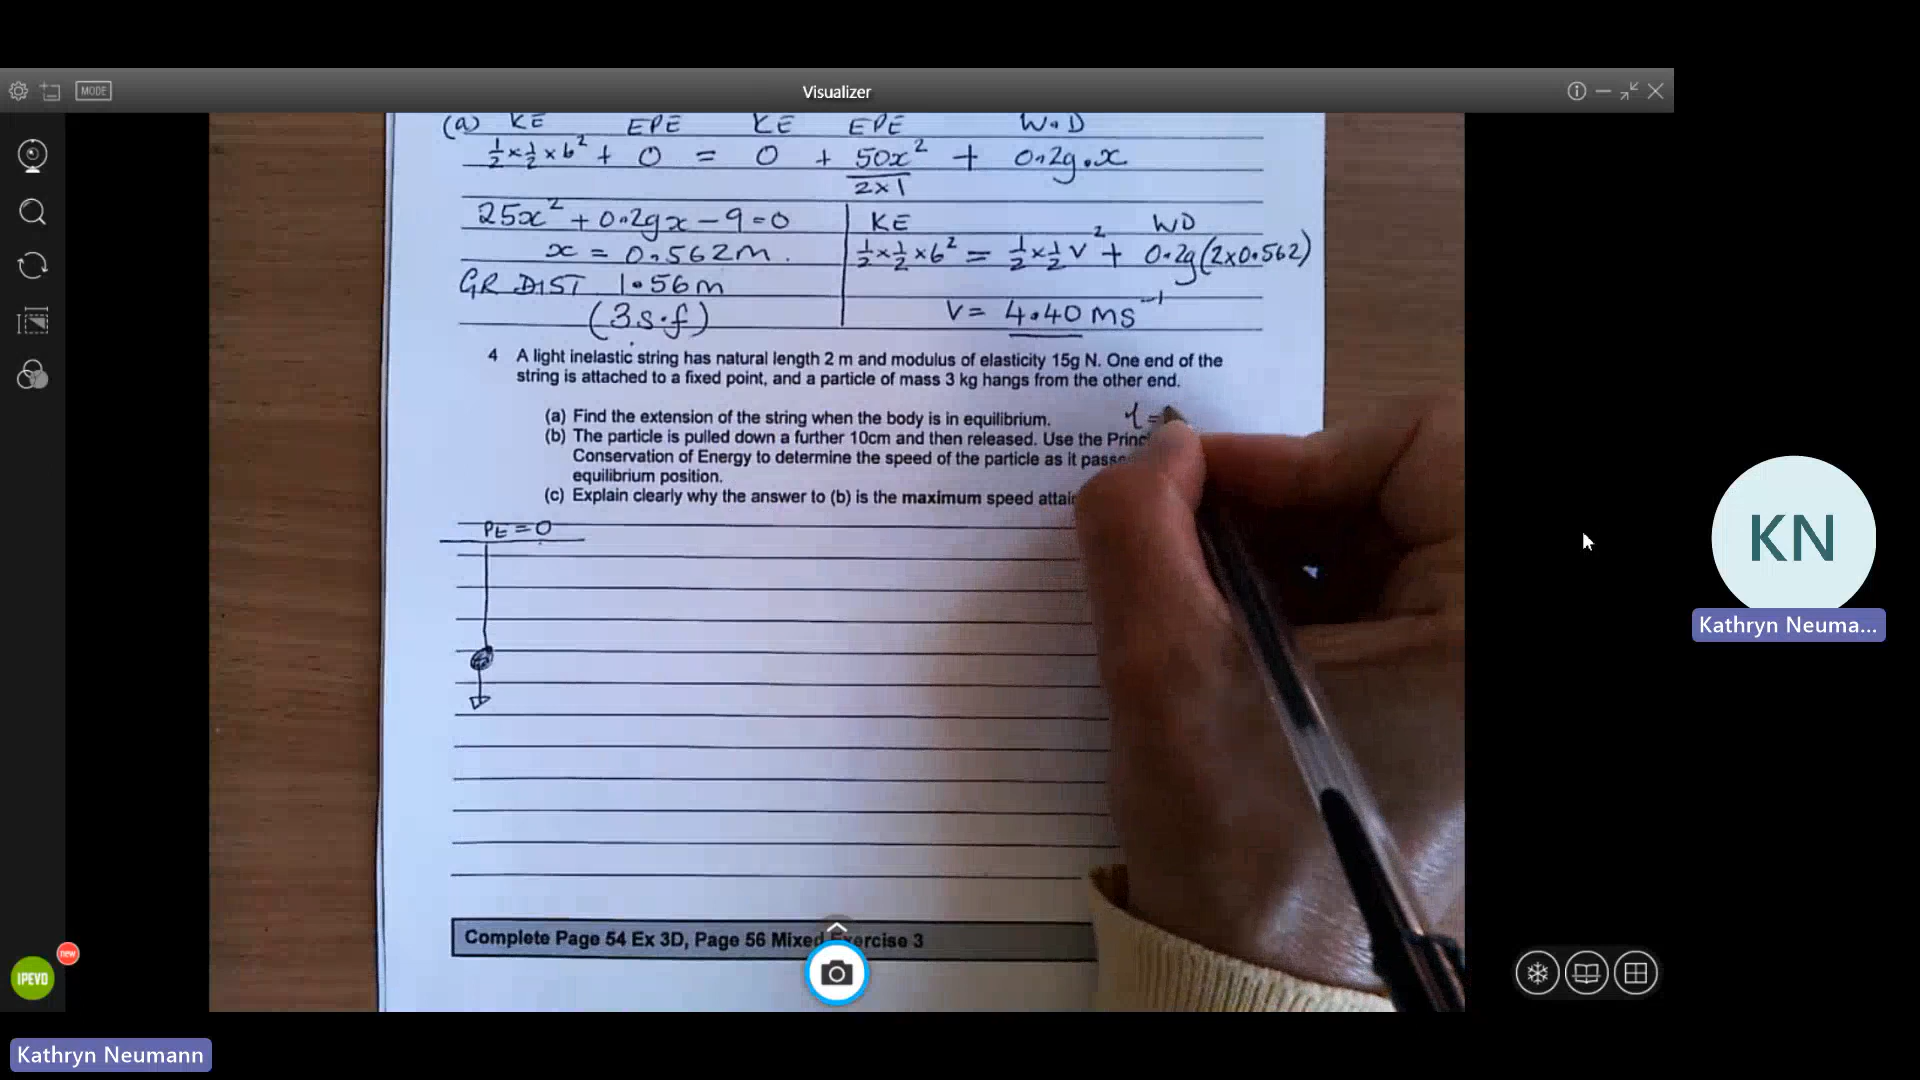 MODE
Visualizer
(a) KE EPE KE EPE W.D
½×½×6² + 0 = 0 + 50x²/2×1 + 0.2g.x
25x² + 0.2gx - 9 = 0
x = 0.562m.
GR DIST 1.56m
(3s.f)
KE WD
½×½×6² = ½×½v² + 0.2g(2×0.562)
v = 4.40 ms⁻¹
4 A light inelastic string has natural length 2 m and modulus of elasticity 15g N. One end of the
string is attached to a fixed point, and a particle of mass 3 kg hangs from the other end.
(a) Find the extension of the string when the body is in equilibrium.
(b) The particle is pulled down a further 10cm and then released. Use the Princ
Conservation of Energy to determine the speed of the particle as it passe
equilibrium position.
(c) Explain clearly why the answer to (b) is the maximum speed attai
l =
PE = 0
Complete Page 54 Ex 3D, Page 56 Mixed Exercise 3
KN
Kathryn Neuma...
new
IPEVO
Kathryn Neumann